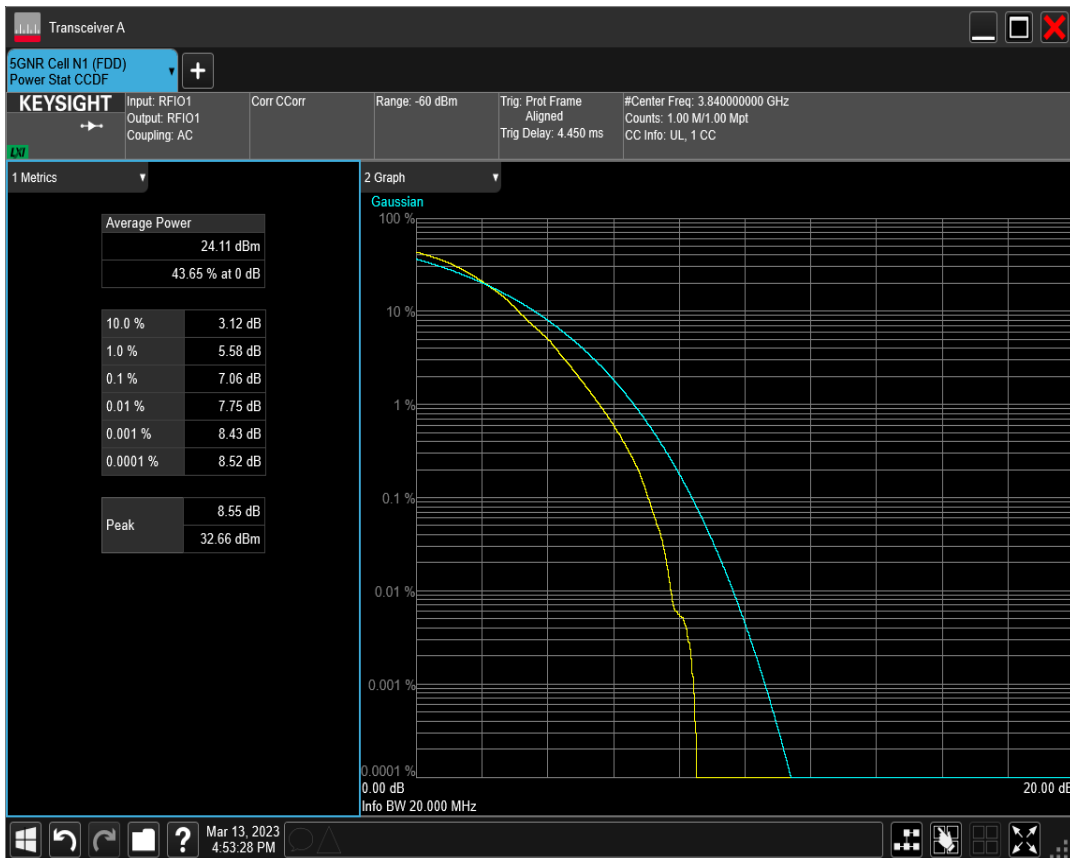 Transceiver A
5GNR Cell N1 (FDD)
Power Stat CCDF
KEYSIGHT
LXI
Input: RFIO1
Output: RFIO1
Coupling: AC
Corr CCorr
Range: -60 dBm
Trig: Prot Frame
Aligned
Trig Delay: 4.450 ms
#Center Freq: 3.840000000 GHz
Counts: 1.00 M/1.00 Mpt
CC Info: UL, 1 CC
1 Metrics
Average Power
24.11 dBm
43.65 % at 0 dB
10.0 % 3.12 dB
1.0 % 5.58 dB
0.1 % 7.06 dB
0.01 % 7.75 dB
0.001 % 8.43 dB
0.0001 % 8.52 dB
Peak 8.55 dB
32.66 dBm
2 Graph
Gaussian
100 %
10 %
1 %
0.1 %
0.01 %
0.001 %
0.0001 %
0.00 dB 20.00 dB
Info BW 20.000 MHz
?
Mar 13, 2023
4:53:28 PM